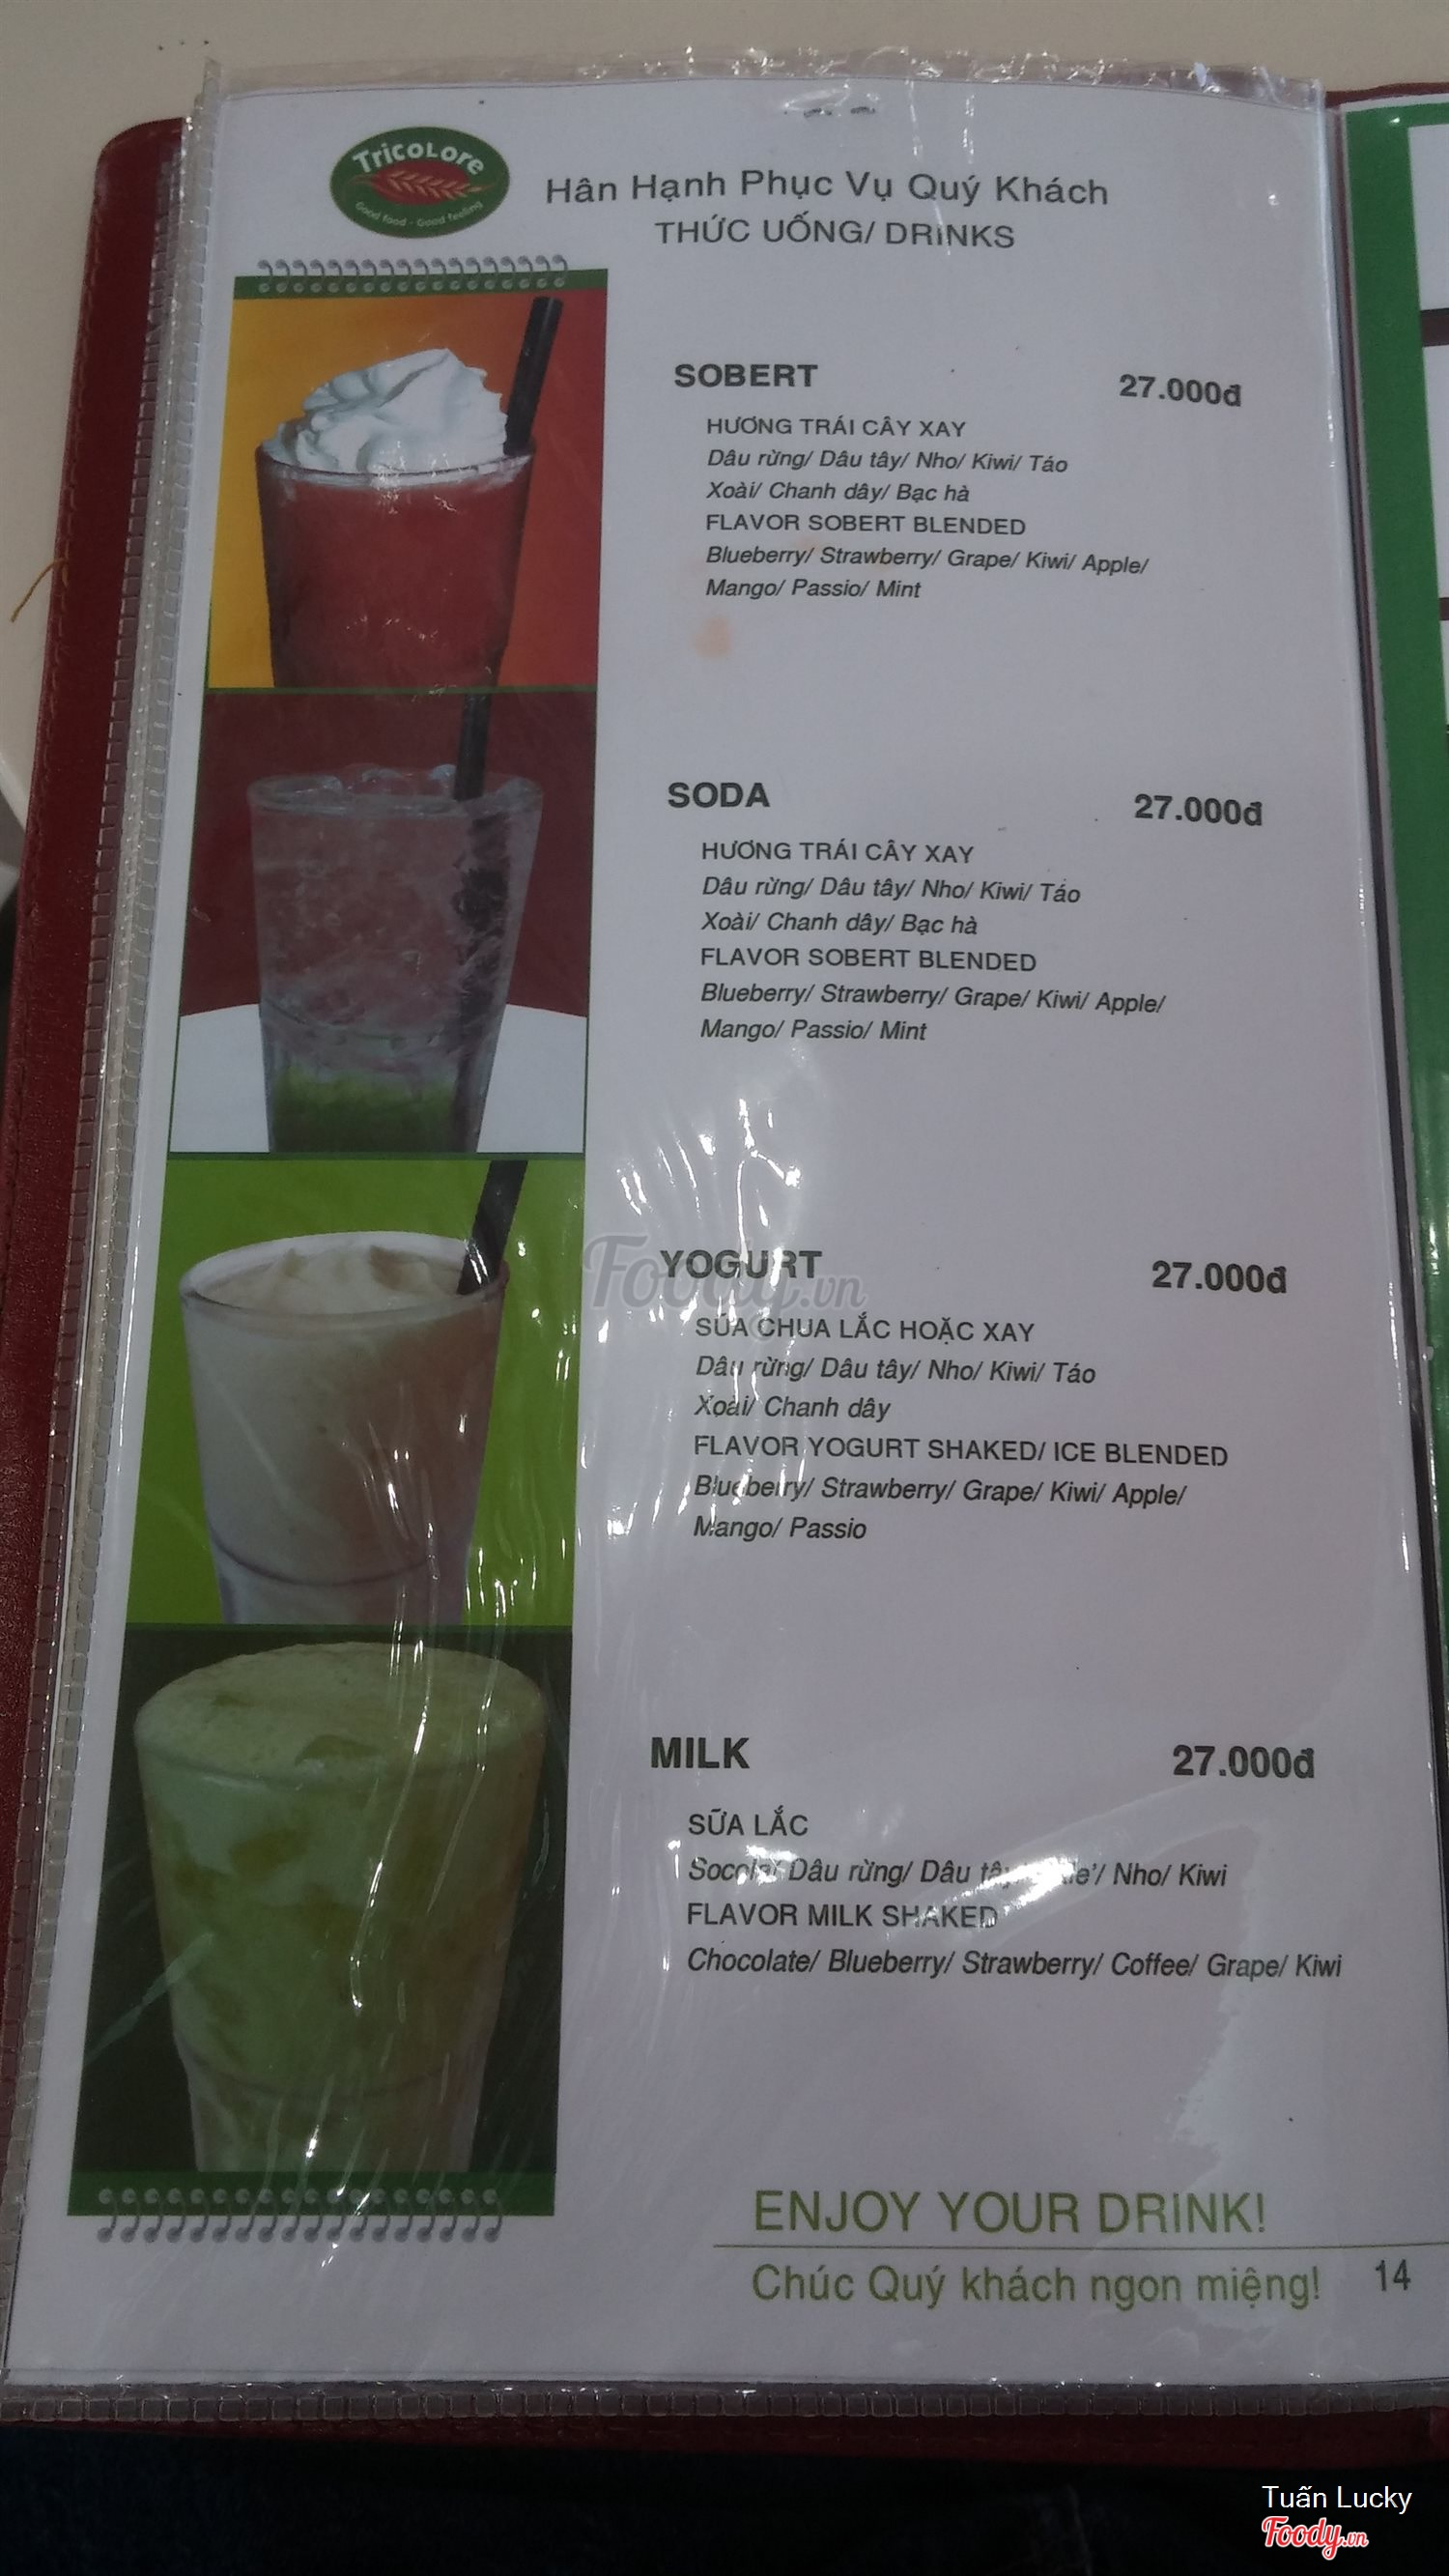 TricoLore
Good food - Good feeling
Hân Hạnh Phục Vụ Quý Khách
THỨC UỐNG/ DRINKS
SOBERT 27.000đ
HƯƠNG TRÁI CÂY XAY
Dâu rừng/ Dâu tây/ Nho/ Kiwi/ Táo
Xoài/ Chanh dây/ Bạc hà
FLAVOR SOBERT BLENDED
Blueberry/ Strawberry/ Grape/ Kiwi/ Apple/
Mango/ Passio/ Mint
SODA 27.000đ
HƯƠNG TRÁI CÂY XAY
Dâu rừng/ Dâu tây/ Nho/ Kiwi/ Táo
Xoài/ Chanh dây/ Bạc hà
FLAVOR SOBERT BLENDED
Blueberry/ Strawberry/ Grape/ Kiwi/ Apple/
Mango/ Passio/ Mint
YOGURT 27.000đ
Foody.vn
SỮA CHUA LẮC HOẶC XAY
Dâu rừng/ Dâu tây/ Nho/ Kiwi/ Táo
Xoài/ Chanh dây
FLAVOR YOGURT SHAKED/ ICE BLENDED
Blueberry/ Strawberry/ Grape/ Kiwi/ Apple/
Mango/ Passio
MILK 27.000đ
SỮA LẮC
Socola/ Dâu rừng/ Dâu tây/ Nho/ Kiwi
FLAVOR MILK SHAKED
Chocolate/ Blueberry/ Strawberry/ Coffee/ Grape/ Kiwi
ENJOY YOUR DRINK!
Chúc Quý khách ngon miệng! 14
Tuấn Lucky
Foody.vn